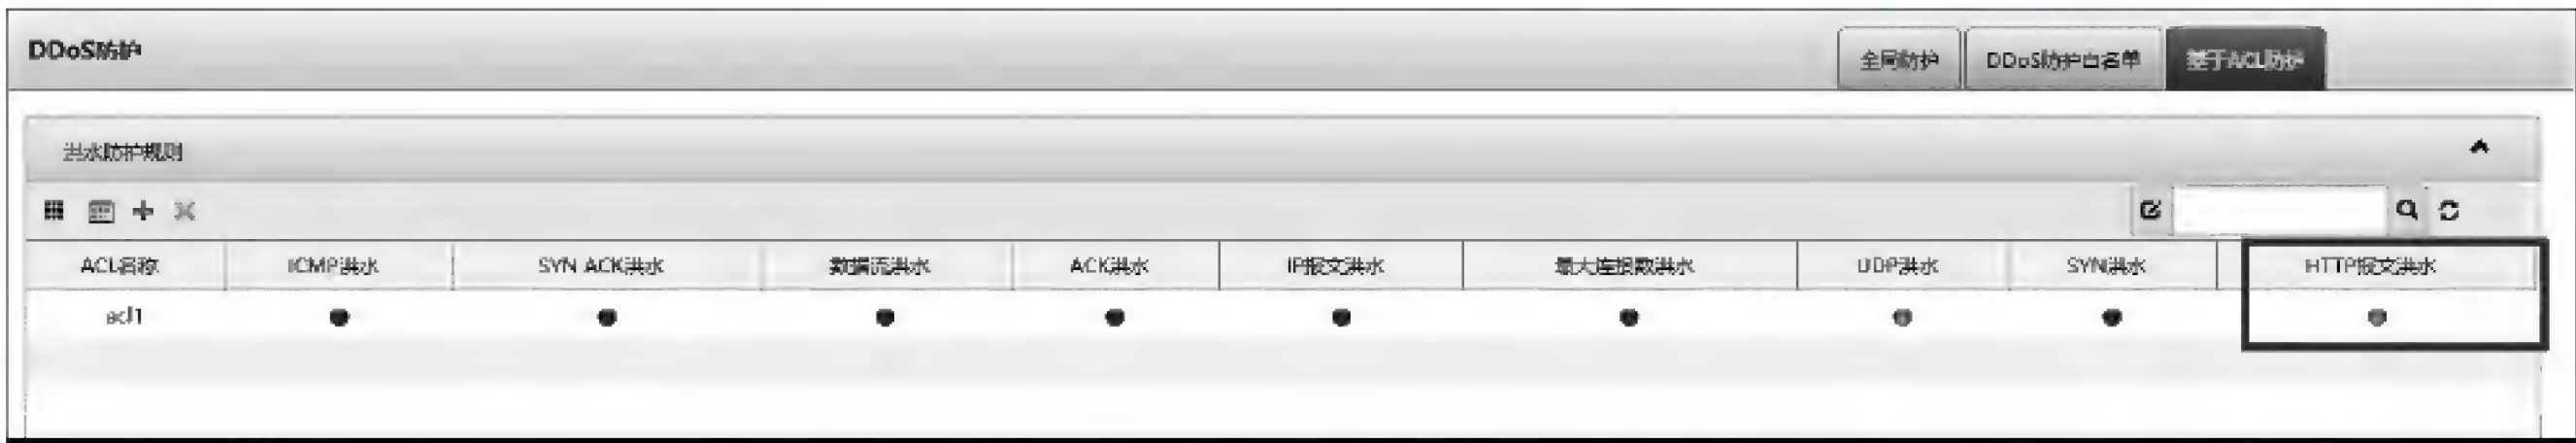 DDoS防护
全局防护 DDoS防护白名单 基于ACL防护
洪水防护规则
ACL名称 ICMP洪水 SYN ACK洪水 数据流洪水 ACK洪水 IP报文洪水 最大连接数洪水 UDP洪水 SYN洪水 HTTP报文洪水
acl1